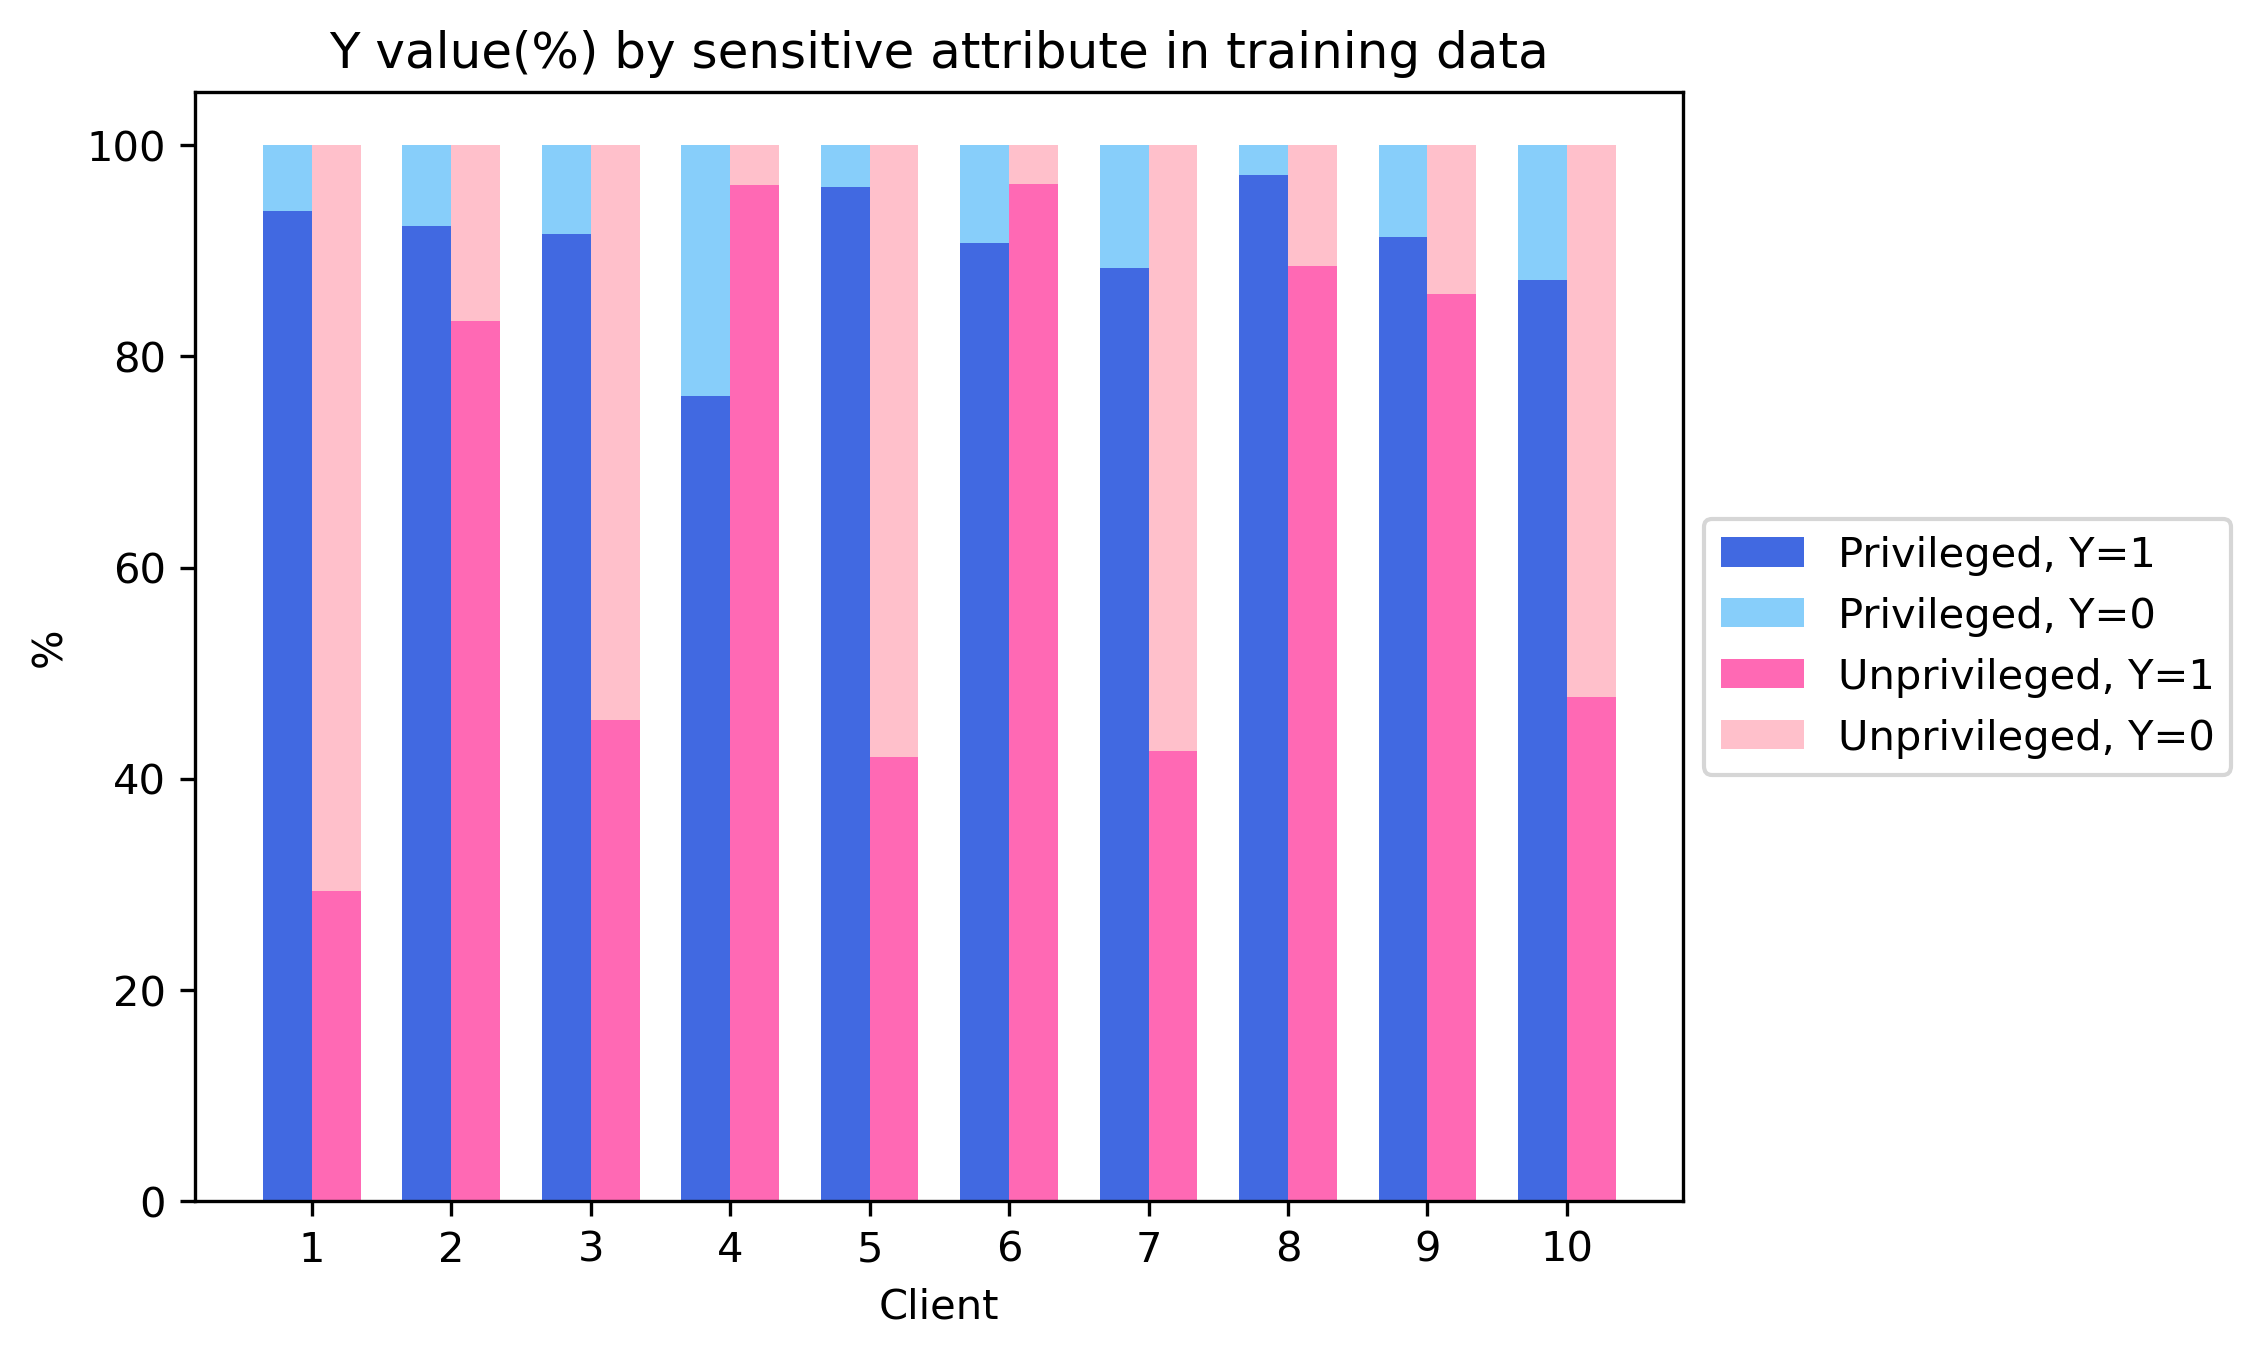 Y value(%) by sensitive attribute in training data
100
80
60
40
20
0
%
1 2 3 4 5 6 7 8 9 10
Client
Privileged, Y=1
Privileged, Y=0
Unprivileged, Y=1
Unprivileged, Y=0